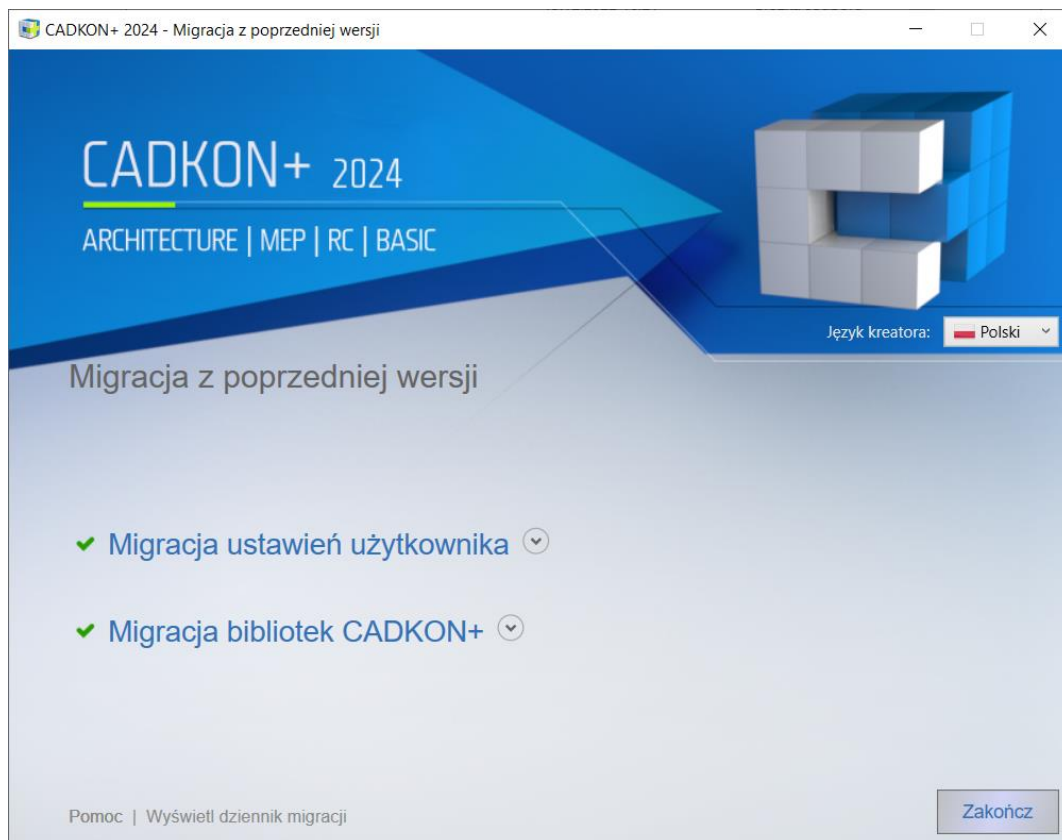 CADKON+ 2024 - Migracja z poprzedniej wersji
CADKON+ 2024
ARCHITECTURE | MEP | RC | BASIC
Język kreatora: Polski
Migracja z poprzedniej wersji
Migracja ustawień użytkownika
Migracja bibliotek CADKON+
Pomoc | Wyświetl dziennik migracji
Zakończ